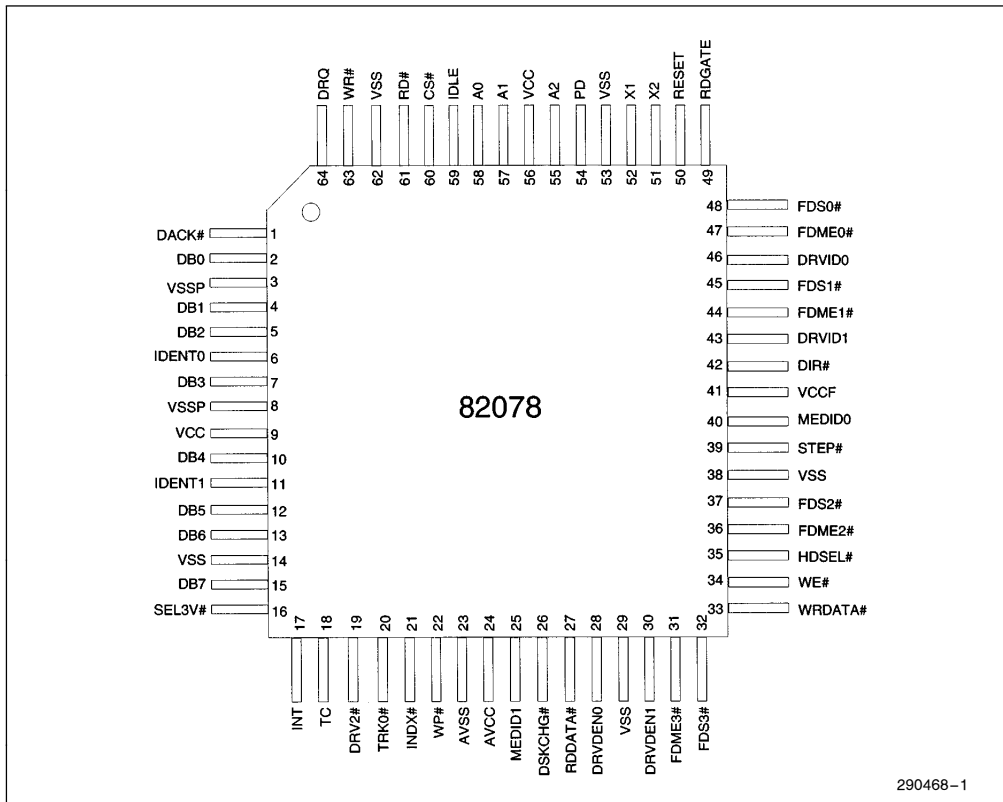 DRQ
WR#
VSS
RD#
CS#
IDLE
A0
A1
VCC
A2
PD
VSS
X1
X2
RESET
RDGATE
64
63
62
61
60
59
58
57
56
55
54
53
52
51
50
49
DACK# 1
DB0 2
VSSP 3
DB1 4
DB2 5
IDENT0 6
DB3 7
VSSP 8
VCC 9
DB4 10
IDENT1 11
DB5 12
DB6 13
VSS 14
DB7 15
SEL3V# 16
82078
48 FDS0#
47 FDME0#
46 DRVID0
45 FDS1#
44 FDME1#
43 DRVID1
42 DIR#
41 VCCF
40 MEDID0
39 STEP#
38 VSS
37 FDS2#
36 FDME2#
35 HDSEL#
34 WE#
33 WRDATA#
17
18
19
20
21
22
23
24
25
26
27
28
29
30
31
32
INT
TC
DRV2#
TRK0#
INDX#
WP#
AVSS
AVCC
MEDID1
DSKCHG#
RDDATA#
DRVDEN0
VSS
DRVDEN1
FDME3#
FDS3#
290468–1